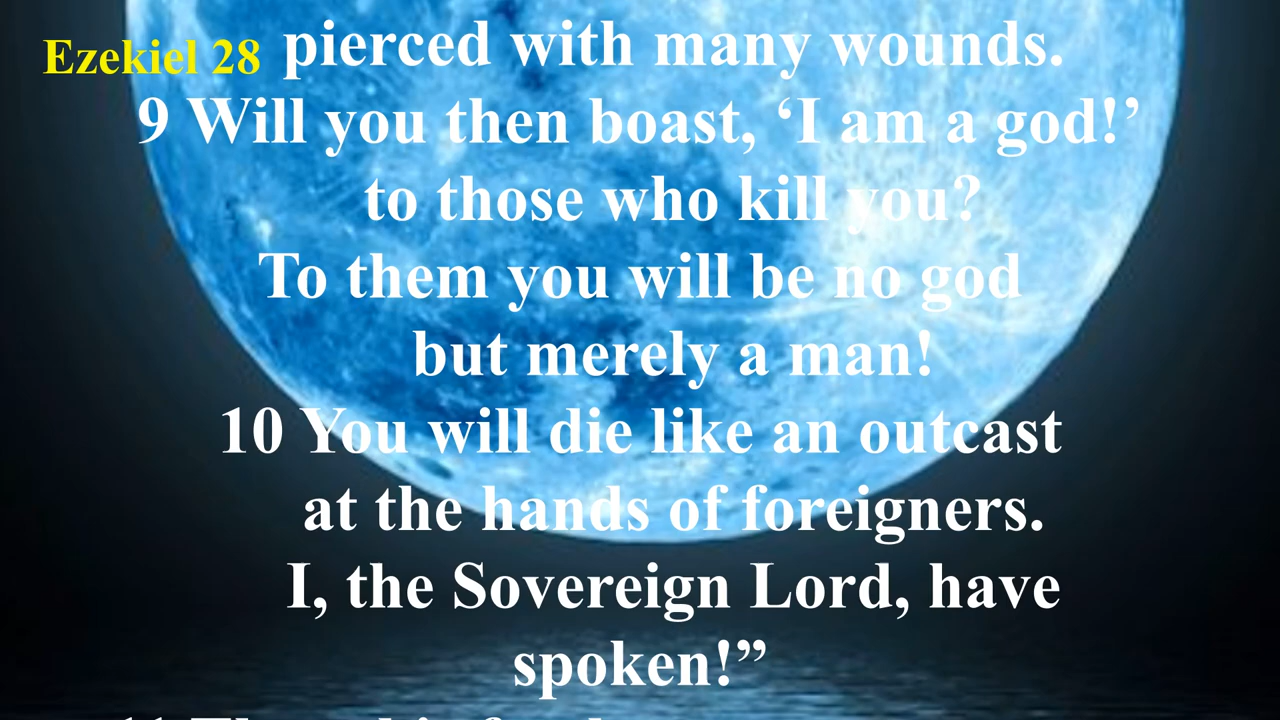 Ezekiel 28
pierced with many wounds.
9 Will you then boast, ‘I am a god!’
to those who kill you?
To them you will be no god
but merely a man!
10 You will die like an outcast
at the hands of foreigners.
I, the Sovereign Lord, have
spoken!”